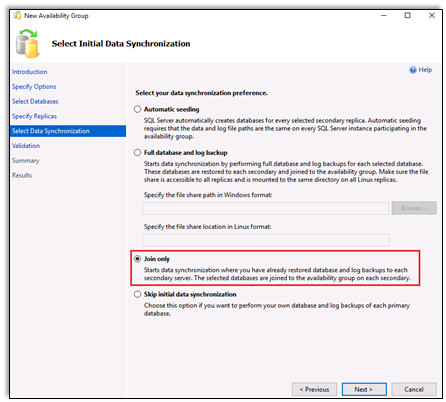 New Availability Group
Select Initial Data Synchronization
Introduction
Specify Options
Select Databases
Specify Replicas
Select Data Synchronization
Validation
Summary
Results
Help
Select your data synchronization preference.
Automatic seeding
SQL Server automatically creates databases for every selected secondary replica. Automatic seeding
requires that the data and log file paths are the same on every SQL Server instance participating in the
availability group.
Full database and log backup
Starts data synchronization by performing full database and log backups for each selected database.
These databases are restored to each secondary and joined to the availability group. Make sure the file
share is accessible to all replicas and is mounted to the same directory on all Linux replicas.
Specify the file share path in Windows format:
Browse...
Specify the file share location in Linux format:
Join only
Starts data synchronization where you have already restored database and log backups to each
secondary server. The selected databases are joined to the availability group on each secondary.
Skip initial data synchronization
Choose this option if you want to perform your own database and log backups of each primary
database.
< Previous
Next >
Cancel